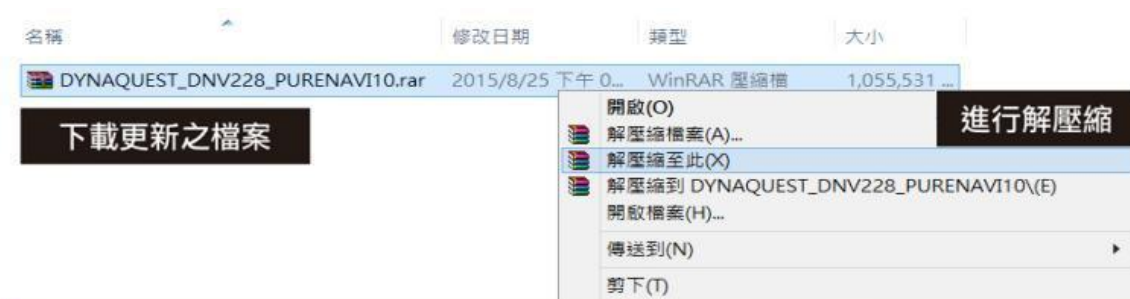 名稱 修改日期 類型 大小
DYNAQUEST_DNV228_PURENAVI10.rar 2015/8/25 下午 0... WinRAR 壓縮檔 1,055,531 ...
下載更新之檔案
進行解壓縮
開啟(O)
解壓縮檔案(A)...
解壓縮至此(X)
解壓縮到 DYNAQUEST_DNV228_PURENAVI10\(E)
開啟檔案(H)...
傳送到(N)
剪下(T)